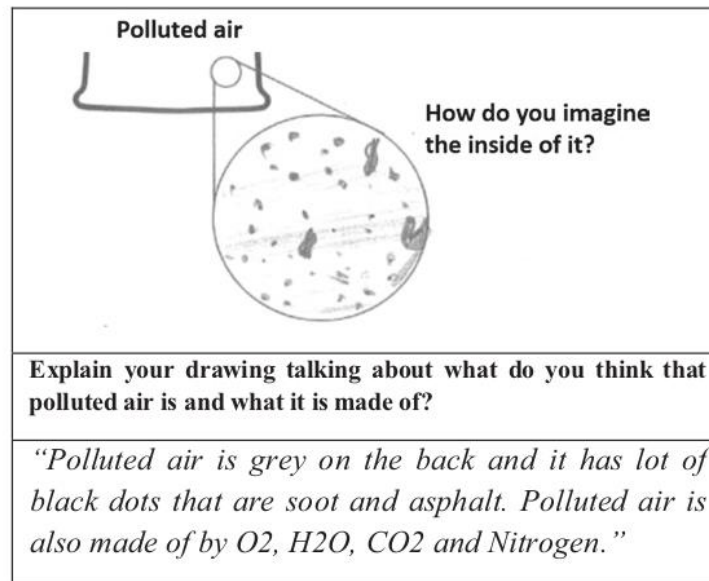 Polluted air
How do you imagine
the inside of it?
Explain your drawing talking about what do you think that
polluted air is and what it is made of?
“Polluted air is grey on the back and it has lot of
black dots that are soot and asphalt. Polluted air is
also made of by O2, H2O, CO2 and Nitrogen.”